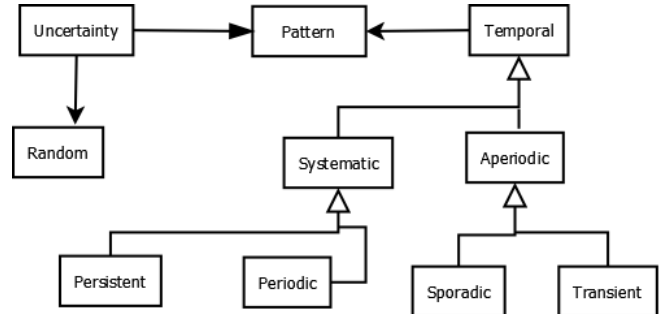 Uncertainty
Pattern
Temporal
Random
Systematic
Aperiodic
Persistent
Periodic
Sporadic
Transient